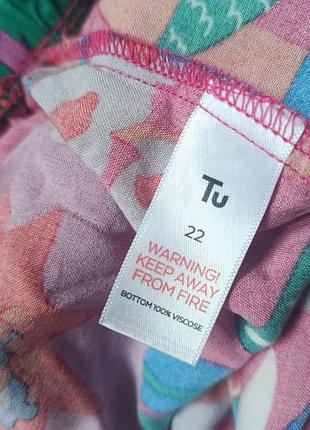 Tu
22
WARNING!
KEEP AWAY
FROM FIRE
BOTTOM 100% VISCOSE